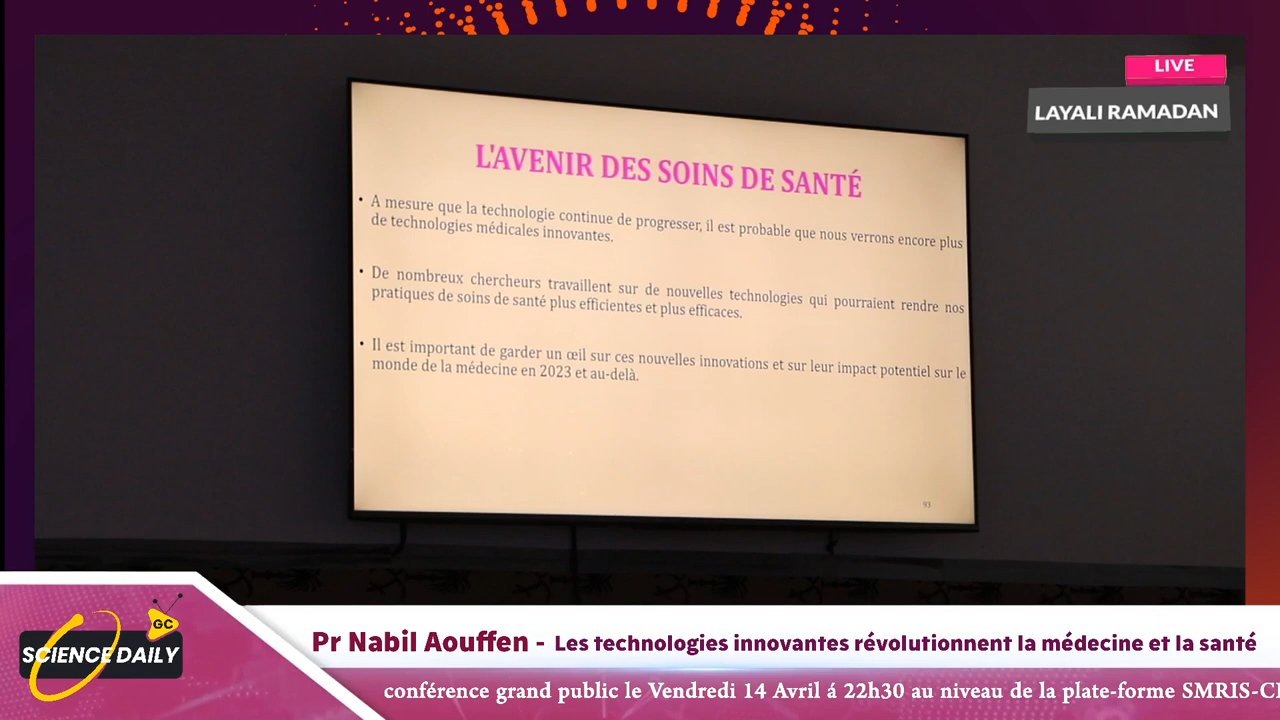 LIVE
LAYALI RAMADAN
L'AVENIR DES SOINS DE SANTÉ
• A mesure que la technologie continue de progresser, il est probable que nous verrons encore plus
de technologies médicales innovantes.
• De nombreux chercheurs travaillent sur de nouvelles technologies qui pourraient rendre nos
pratiques de soins de santé plus efficientes et plus efficaces.
• Il est important de garder un œil sur ces nouvelles innovations et sur leur impact potentiel sur le
monde de la médecine en 2023 et au-delà.
93
GC
SCIENCE DAILY
Pr Nabil Aouffen - Les technologies innovantes révolutionnent la médecine et la santé
conférence grand public le Vendredi 14 Avril á 22h30 au niveau de la plate-forme SMRIS-